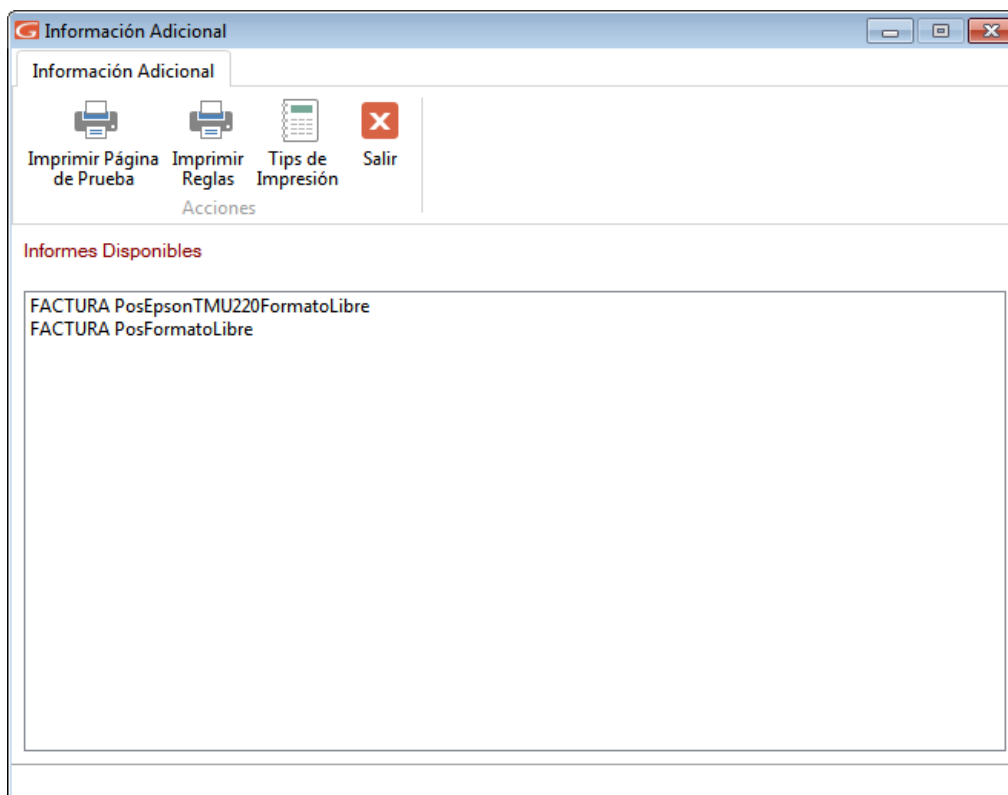 Información Adicional
Información Adicional
Imprimir Página de Prueba
Imprimir Reglas
Tips de Impresión
Salir
Acciones
Informes Disponibles
FACTURA PosEpsonTMU220FormatoLibre
FACTURA PosFormatoLibre